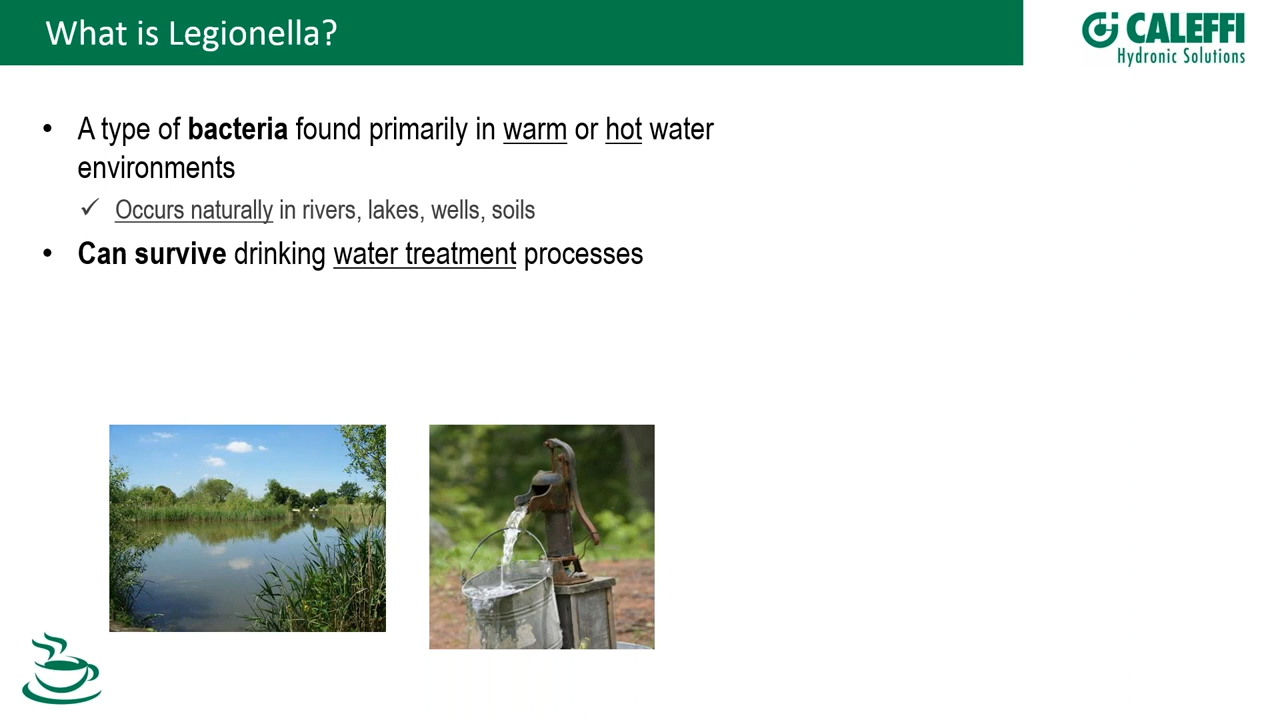 What is Legionella?
CALEFFI
Hydronic Solutions
• A type of bacteria found primarily in warm or hot water
environments
✓ Occurs naturally in rivers, lakes, wells, soils
• Can survive drinking water treatment processes